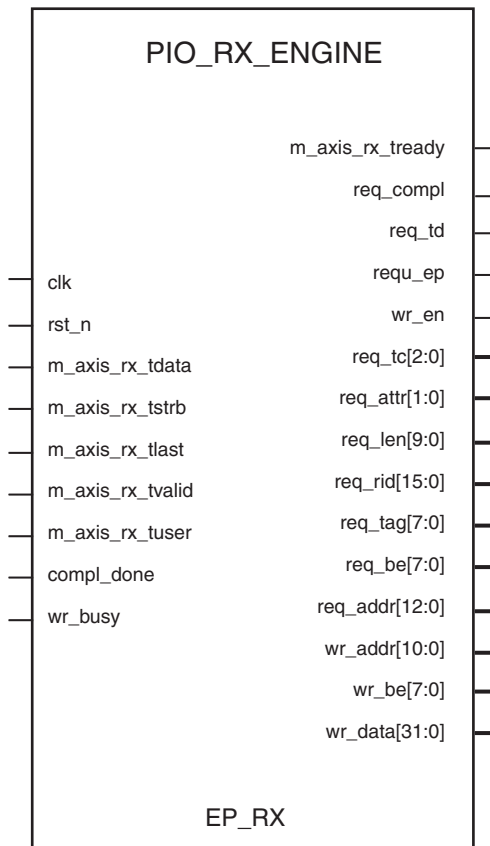 PIO_RX_ENGINE
m_axis_rx_tready
req_compl
req_td
requ_ep
wr_en
req_tc[2:0]
req_attr[1:0]
req_len[9:0]
req_rid[15:0]
req_tag[7:0]
req_be[7:0]
req_addr[12:0]
wr_addr[10:0]
wr_be[7:0]
wr_data[31:0]
clk
rst_n
m_axis_rx_tdata
m_axis_rx_tstrb
m_axis_rx_tlast
m_axis_rx_tvalid
m_axis_rx_tuser
compl_done
wr_busy
EP_RX